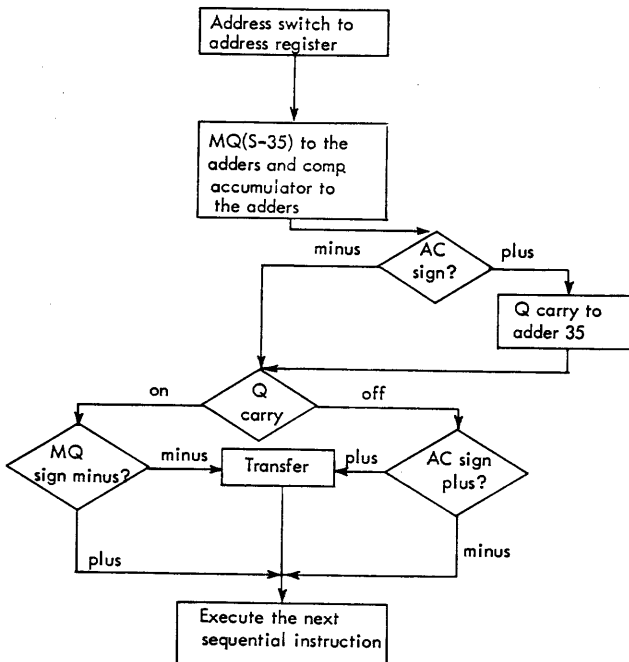 Address switch to
address register
MQ(S-35) to the
adders and comp
accumulator to
the adders
minus
AC
sign?
plus
Q carry to
adder 35
on
Q
carry
off
MQ
sign minus?
minus
Transfer
plus
AC sign
plus?
plus
minus
Execute the next
sequential instruction